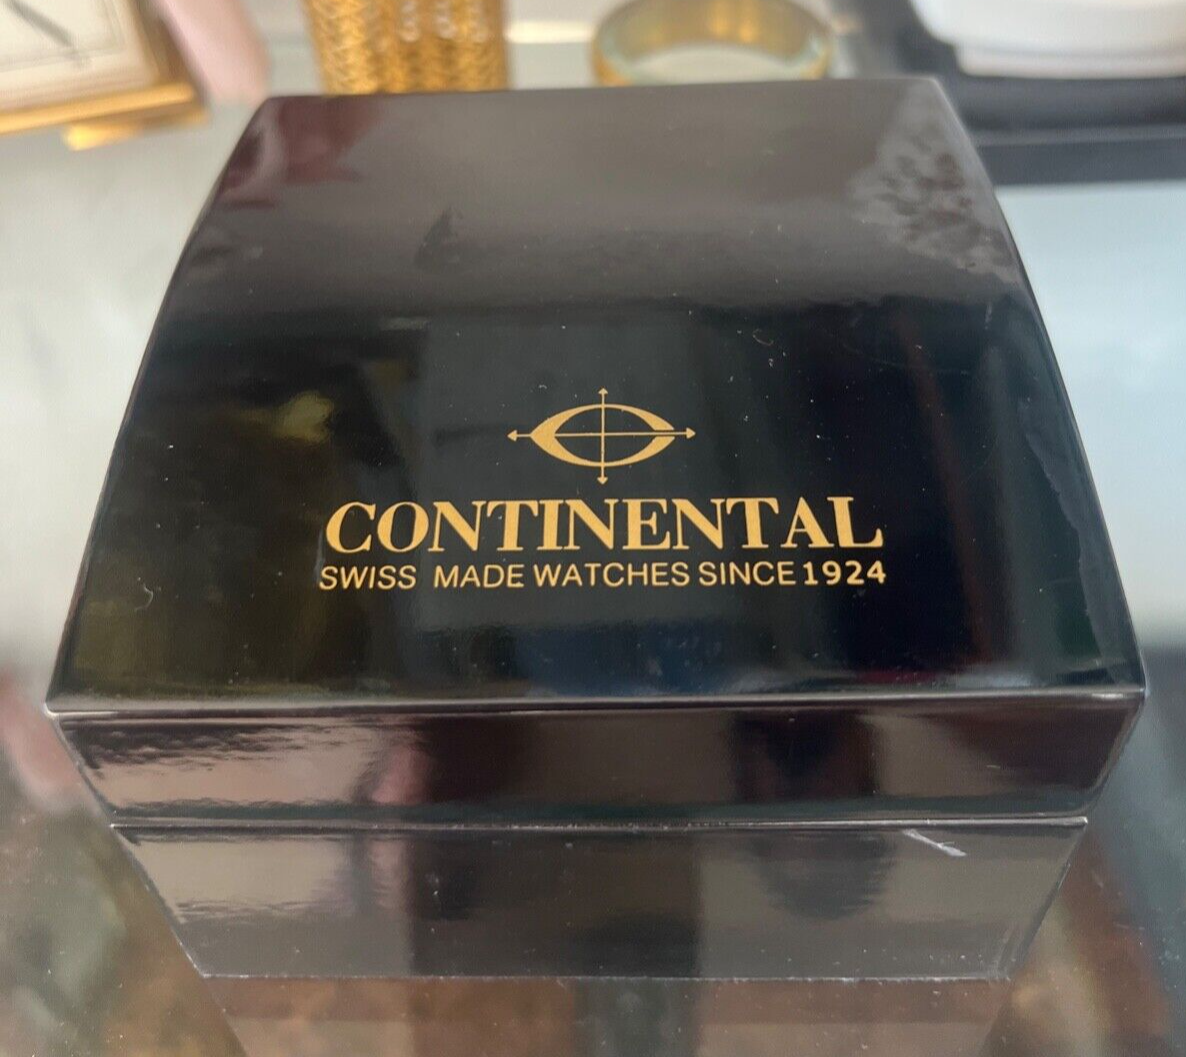 CONTINENTAL
SWISS MADE WATCHES SINCE 1924